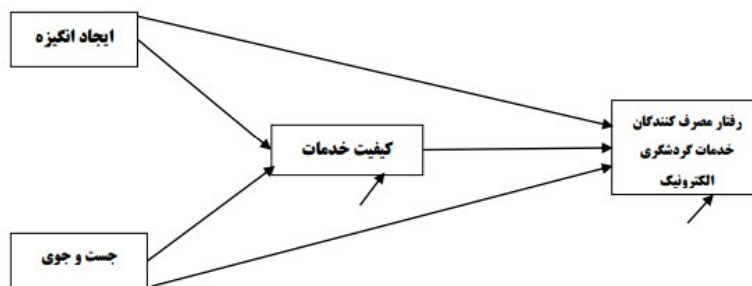 ایجاد انگیزه
رفتار مصرف کنندگان
خدمات گردشگری
الکترونیک
کیفیت خدمات
جست و جوی